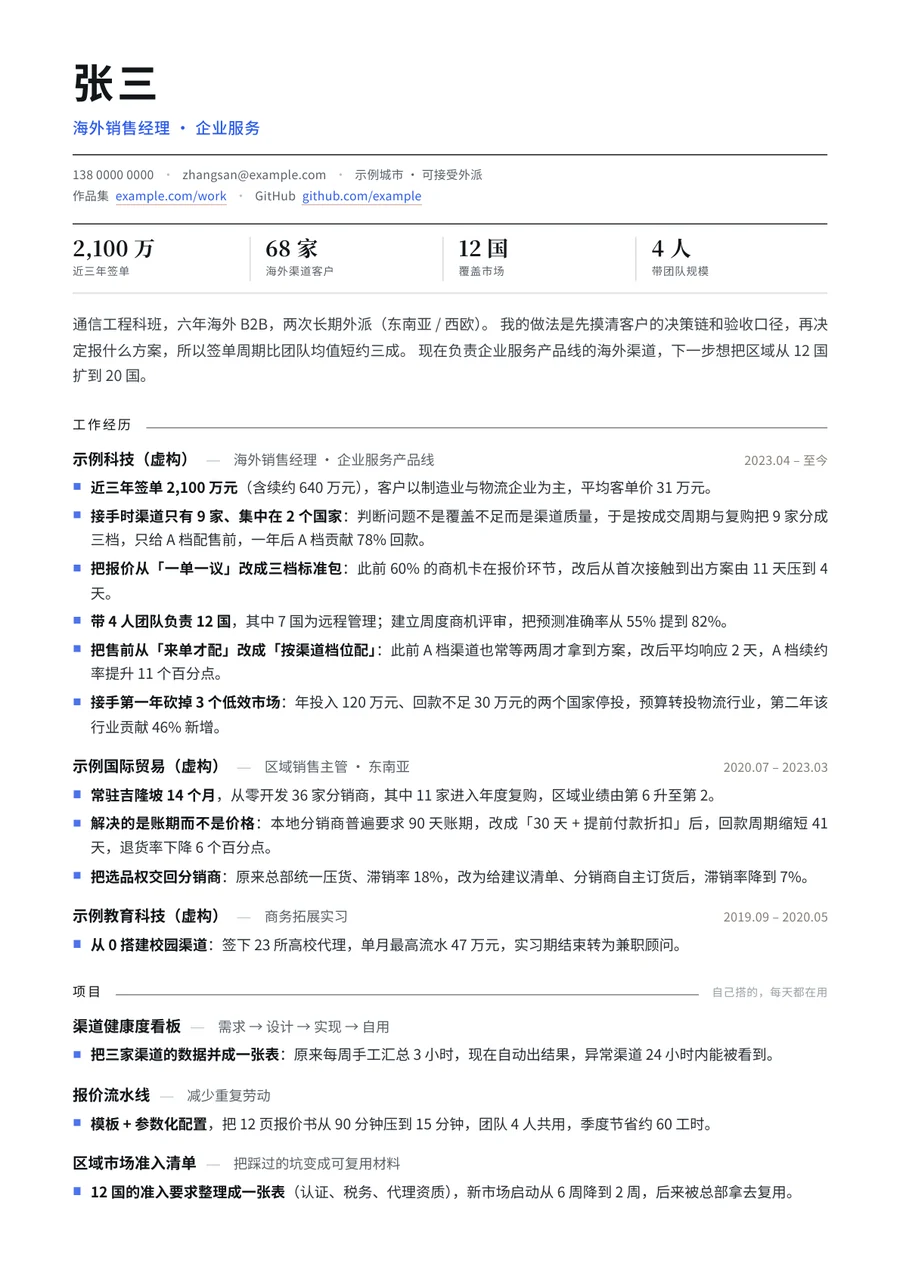 张三
海外销售经理 · 企业服务
138 0000 0000 · zhangsan@example.com · 示例城市 · 可接受外派
作品集 example.com/work · GitHub github.com/example
2,100 万 68 家 12 国 4 人
近三年签单 海外渠道客户 覆盖市场 带团队规模
通信工程科班，六年海外 B2B，两次长期外派（东南亚 / 西欧）。 我的做法是先摸清客户的决策链和验收口径，再决
定报什么方案，所以签单周期比团队均值短约三成。 现在负责企业服务产品线的海外渠道，下一步想把区域从 12 国
扩到 20 国。
工作经历
示例科技（虚构） — 海外销售经理 · 企业服务产品线 2023.04 – 至今
近三年签单 2,100 万元（含续约 640 万元），客户以制造业与物流企业为主，平均客单价 31 万元。
接手时渠道只有 9 家、集中在 2 个国家：判断问题不是覆盖不足而是渠道质量，于是按成交周期与复购把 9 家分成
三档，只给 A 档配售前，一年后 A 档贡献 78% 回款。
把报价从「一单一议」改成三档标准包：此前 60% 的商机卡在报价环节，改后从首次接触到出方案由 11 天压到 4
天。
带 4 人团队负责 12 国，其中 7 国为远程管理；建立周度商机评审，把预测准确率从 55% 提到 82%。
把售前从「来单才配」改成「按渠道档位配」：此前 A 档渠道也常等两周才拿到方案，改后平均响应 2 天，A 档续约
率提升 11 个百分点。
接手第一年砍掉 3 个低效市场：年投入 120 万元、回款不足 30 万元的两个国家停投，预算转投物流行业，第二年该
行业贡献 46% 新增。
示例国际贸易（虚构） — 区域销售主管 · 东南亚 2020.07 – 2023.03
常驻吉隆坡 14 个月，从零开发 36 家分销商，其中 11 家进入年度复购，区域业绩由第 6 升至第 2。
解决的是账期而不是价格：本地分销商普遍要求 90 天账期，改成「30 天 + 提前付款折扣」后，回款周期缩短 41
天，退货率下降 6 个百分点。
把选品权交回分销商：原来总部统一压货、滞销率 18%，改为给建议清单、分销商自主订货后，滞销率降到 7%。
示例教育科技（虚构） — 商务拓展实习 2019.09 – 2020.05
从 0 搭建校园渠道：签下 23 所高校代理，单月最高流水 47 万元，实习期结束转为兼职顾问。
项目 自己搭的，每天都在用
渠道健康度看板 — 需求 → 设计 → 实现 → 自用
把三家渠道的数据并成一张表：原来每周手工汇总 3 小时，现在自动出结果，异常渠道 24 小时内能被看到。
报价流水线 — 减少重复劳动
模板 + 参数化配置，把 12 页报价书从 90 分钟压到 15 分钟，团队 4 人共用，季度节省约 60 工时。
区域市场准入清单 — 把踩过的坑变成可复用材料
12 国的准入要求整理成一张表（认证、税务、代理资质），新市场启动从 6 周降到 2 周，后来被总部拿去复用。